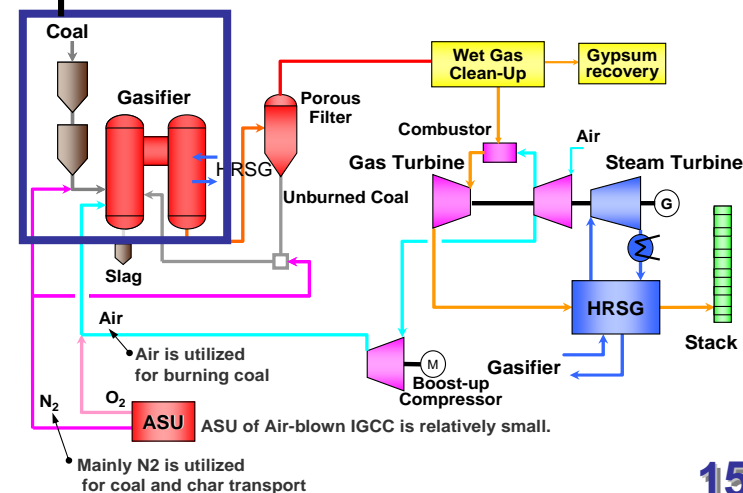 Coal
Gasifier
HRSG
Porous
Filter
Unburned Coal
Slag
Wet Gas
Clean-Up
Gypsum
recovery
Combustor
Air
Gas Turbine
Steam Turbine
G
HRSG
Stack
Gasifier
M
Boost-up
Compressor
Air
Air is utilized
for burning coal
N2
O2
ASU
ASU of Air-blown IGCC is relatively small.
Mainly N2 is utilized
for coal and char transport
15